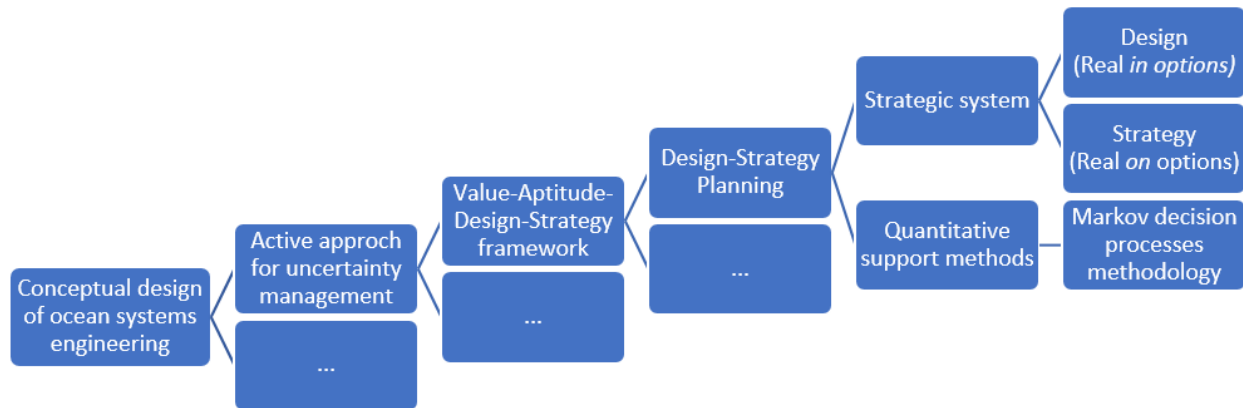 Conceptual design
of ocean systems
engineering
Active approch
for uncertainty
management
...
Value-Aptitude-
Design-Strategy
framework
...
Design-Strategy
Planning
...
Strategic system
Quantitative
support methods
Design
(Real in options)
Strategy
(Real on options)
Markov decision
processes
methodology